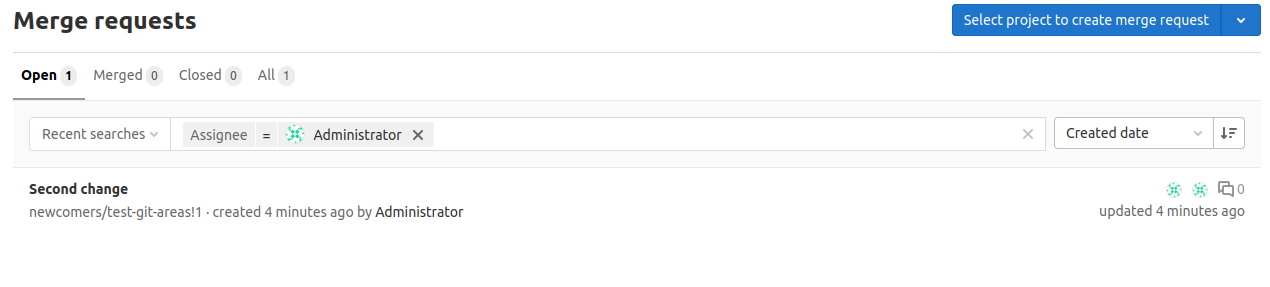 Merge requests
Select project to create merge request
Open 1 Merged 0 Closed 0 All 1
Recent searches Assignee = Administrator Created date
Second change 0
newcomers/test-git-areas!1 · created 4 minutes ago by Administrator updated 4 minutes ago